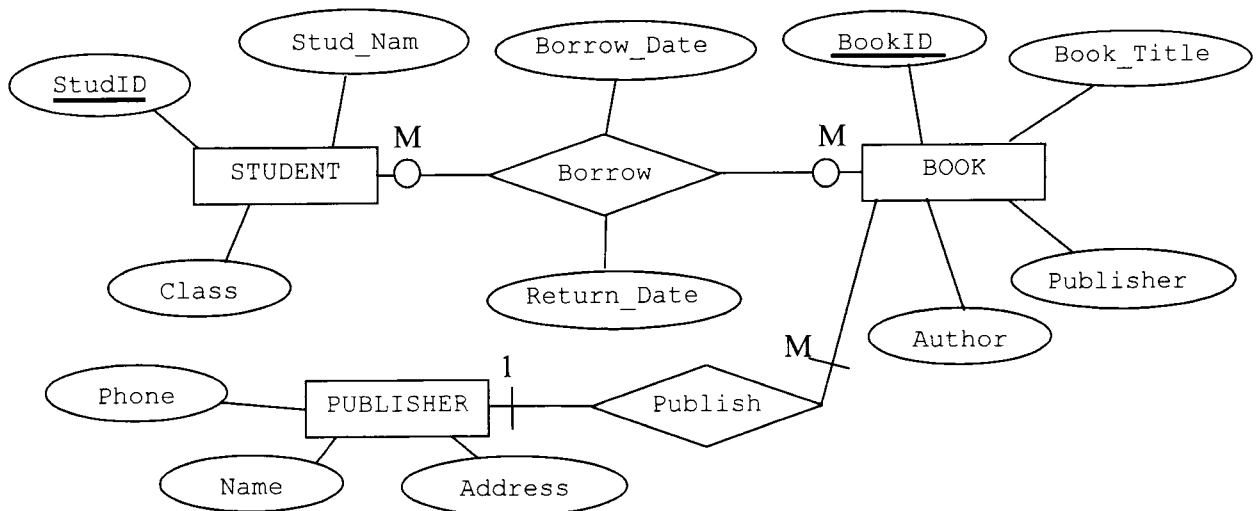 Stud_Nam
Borrow_Date
BookID
Book_Title
StudID
M
M
STUDENT
Borrow
BOOK
Class
Return_Date
Publisher
Author
M
1
Phone
PUBLISHER
Publish
Name
Address